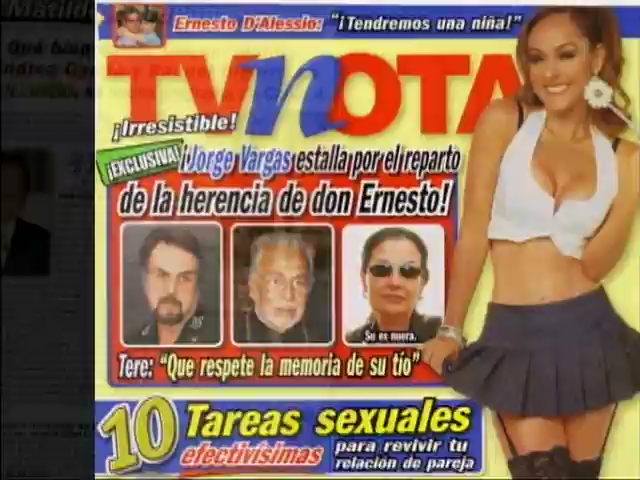 Matild
Ernesto D'Alessio: "¡Tendremos una niña!"
TVnOTA
¡Irresistible!
¡EXCLUSIVA!
¡Jorge Vargas estalla por el reparto
de la herencia de don Ernesto!
Su ex nuera.
Tere: "Que respete la memoria de su tío"
10 Tareas sexuales
efectivísimas para revivir tu
relación de pareja